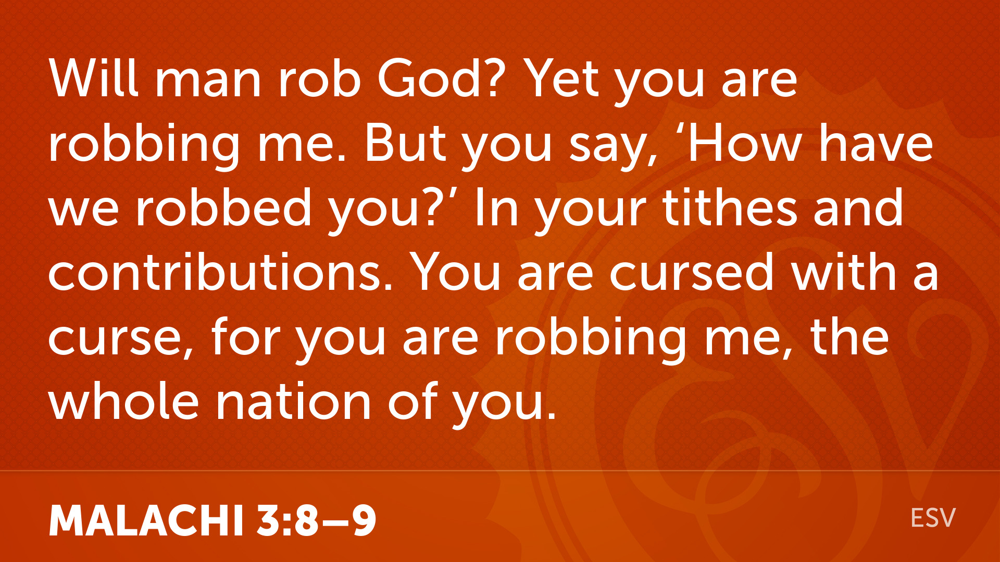 Will man rob God? Yet you are
robbing me. But you say, ‘How have
we robbed you?’ In your tithes and
contributions. You are cursed with a
curse, for you are robbing me, the
whole nation of you.
MALACHI 3:8–9
ESV
ESV